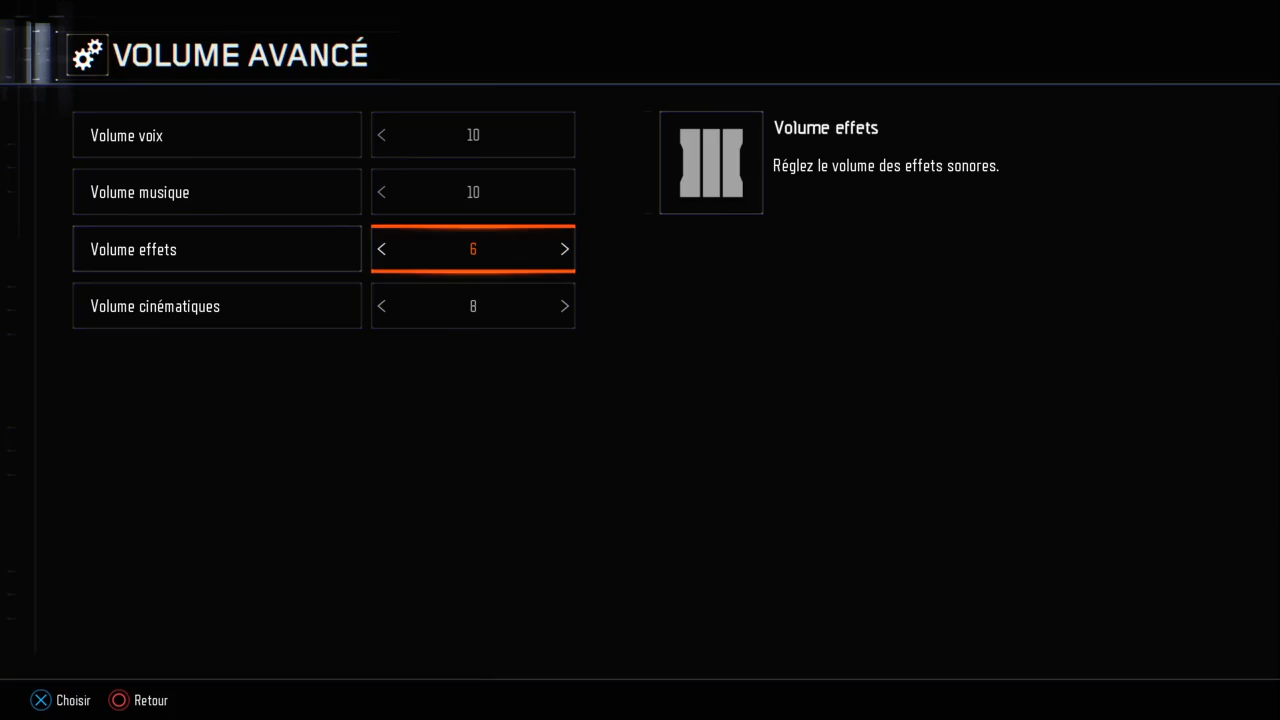 VOLUME AVANCÉ
Volume voix < 10
Volume musique < 10
Volume effets < 6 >
Volume cinématiques < 8 >
Volume effets
Réglez le volume des effets sonores.
Choisir Retour